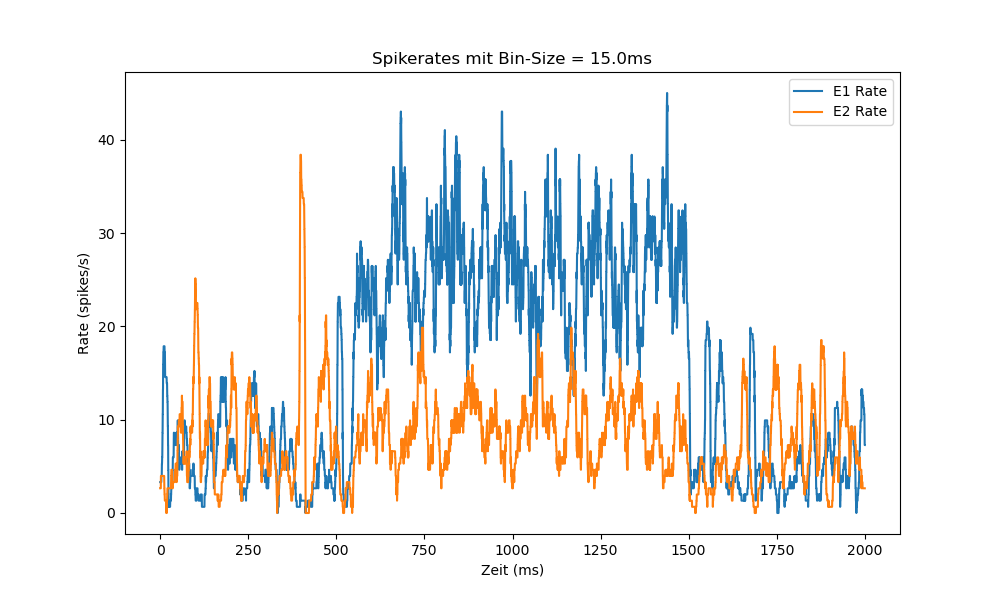 Spikerates mit Bin-Size = 15.0ms
E1 Rate
E2 Rate
Rate (spikes/s)
40
30
20
10
0
0 250 500 750 1000 1250 1500 1750 2000
Zeit (ms)